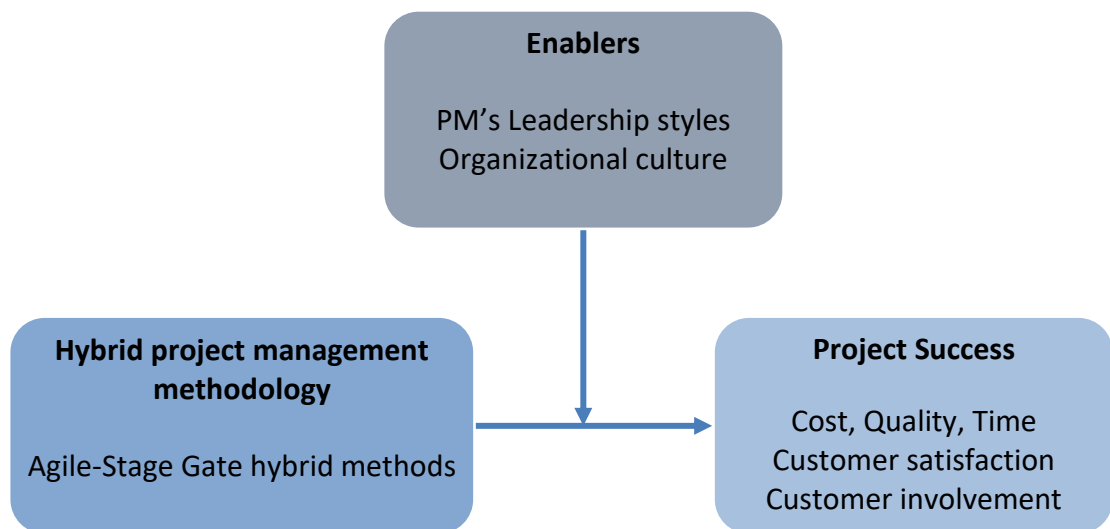 Enablers
PM’s Leadership styles
Organizational culture
Hybrid project management
methodology
Agile-Stage Gate hybrid methods
Project Success
Cost, Quality, Time
Customer satisfaction
Customer involvement